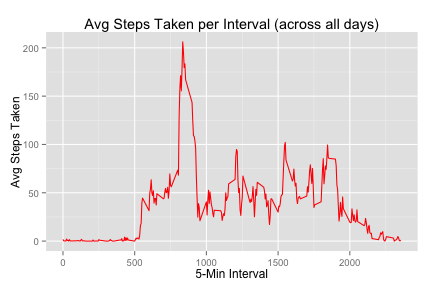 Avg Steps Taken per Interval (across all days)
Avg Steps Taken
200
150
100
50
0
0 500 1000 1500 2000
5-Min Interval